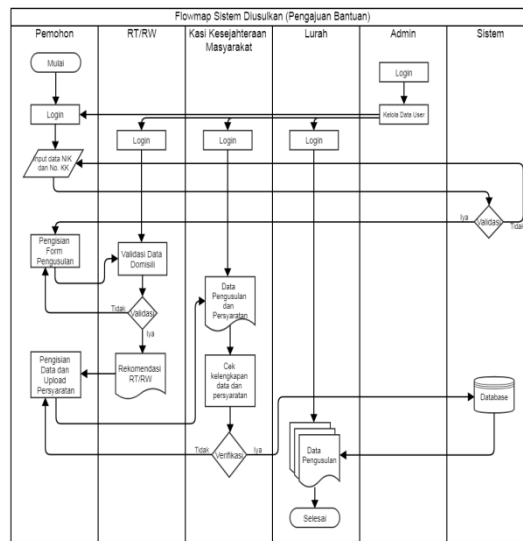 Flowmap Sistem Diusulkan (Pengajuan Bantuan)
Pemohon
RT/RW
Kasi Kesejahteraan
Masyarakat
Lurah
Admin
Sistem
Mulai
Login
Login
Kelola Data User
Login
Login
Login
Input data NIK
dan No. KK
Validasi
Iya
Tidak
Pengisian
Form
Pengusulan
Validasi Data
Domisili
Validasi
Tidak
Iya
Data
Pengusulan
dan
Persyaratan
Pengisian
Data dan
Upload
Persyaratan
Rekomendasi
RT/RW
Cek
kelengkapan
data dan
persyaratan
Database
Verifikasi
Tidak
Iya
Data
Pengusulan
Selesai